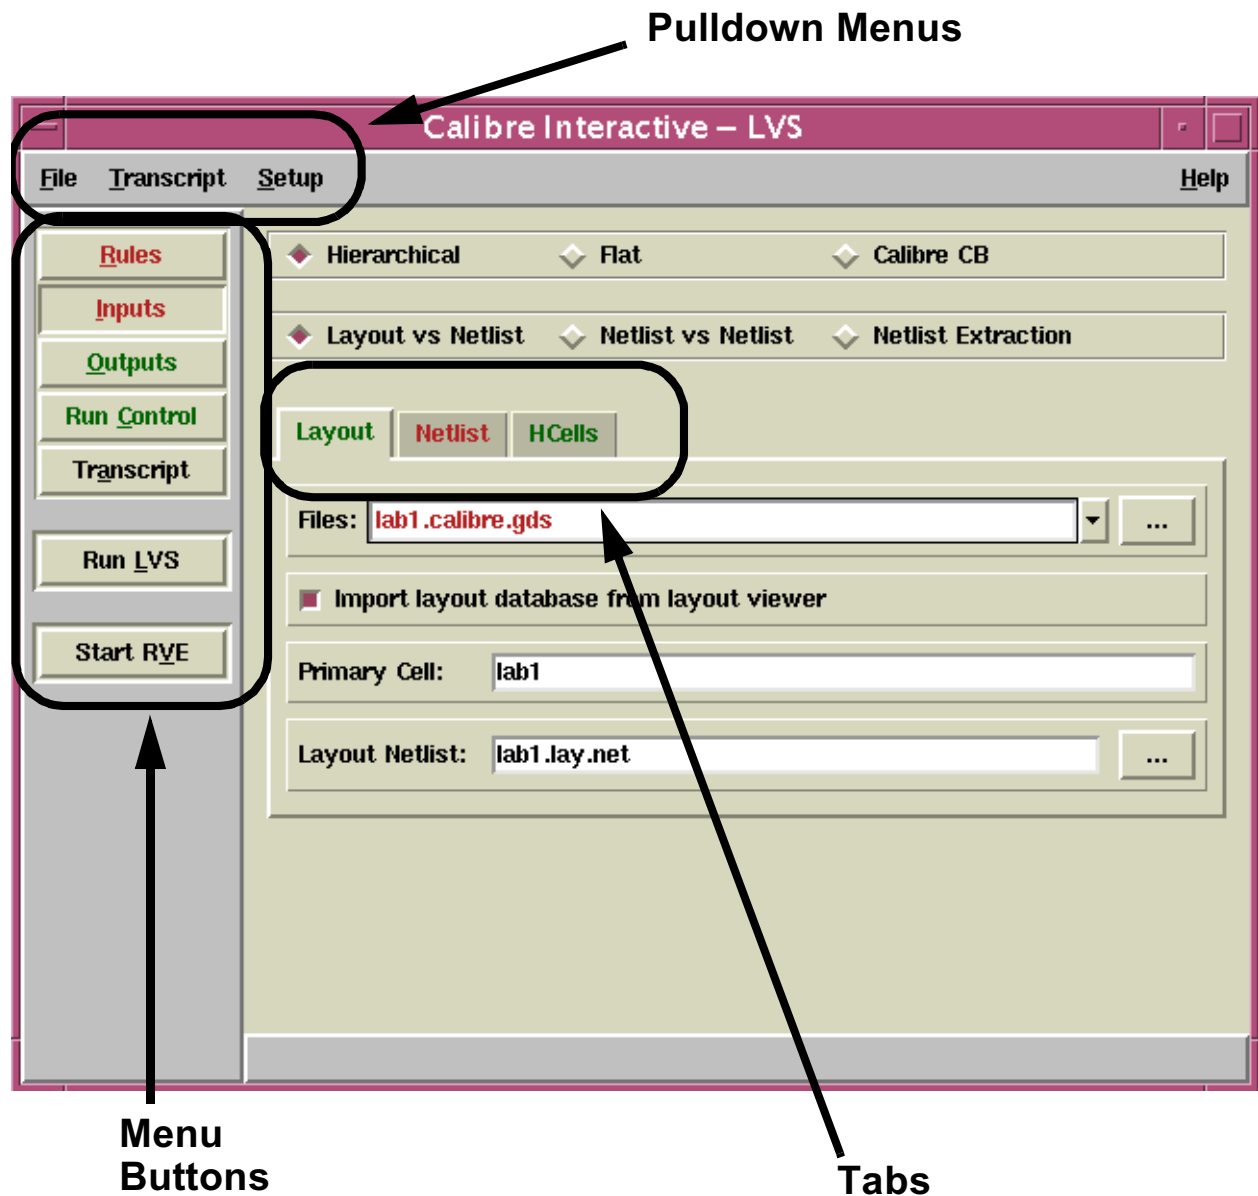 Pulldown Menus
Calibre Interactive – LVS
File Transcript Setup Help
Rules
Inputs
Outputs
Run Control
Transcript
Run LVS
Start RVE
Hierarchical Flat Calibre CB
Layout vs Netlist Netlist vs Netlist Netlist Extraction
Layout Netlist HCells
Files: lab1.calibre.gds ...
Import layout database from layout viewer
Primary Cell: lab1
Layout Netlist: lab1.lay.net ...
Menu
Buttons
Tabs